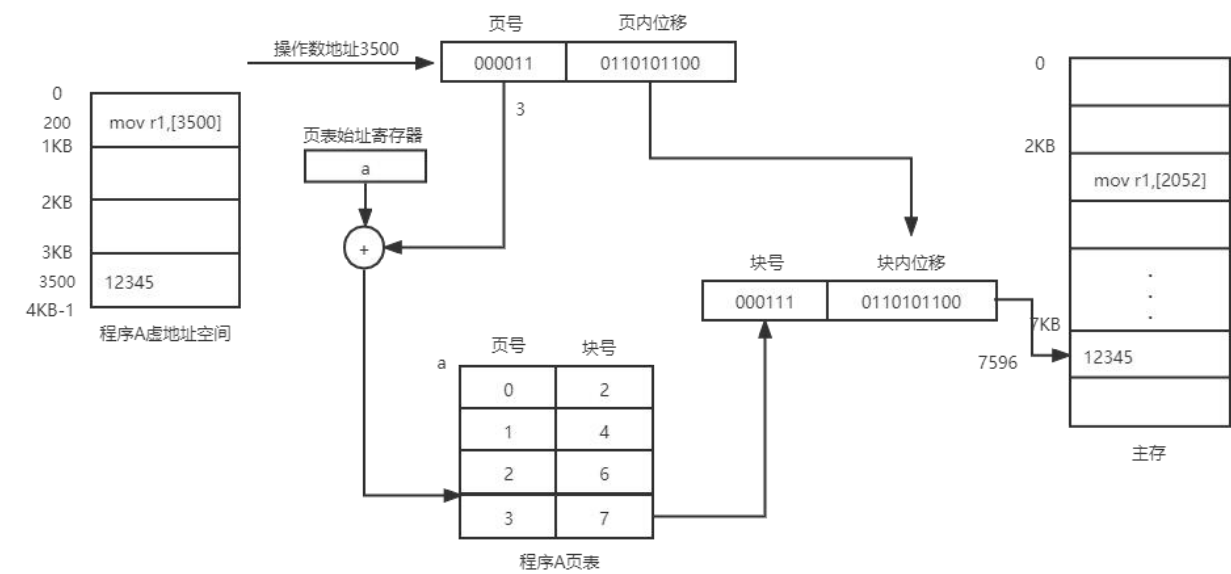 页号 页内位移
操作数地址3500
000011 0110101100
3
0
200 mov r1,[3500]
1KB
2KB
3KB
3500 12345
4KB-1
程序A虚地址空间
页表始址寄存器
a
+
a
页号 块号
0 2
1 4
2 6
3 7
程序A页表
块号 块内位移
000111 0110101100
0
2KB
mov r1,[2052]
.
.
.
7KB
7596 12345
主存